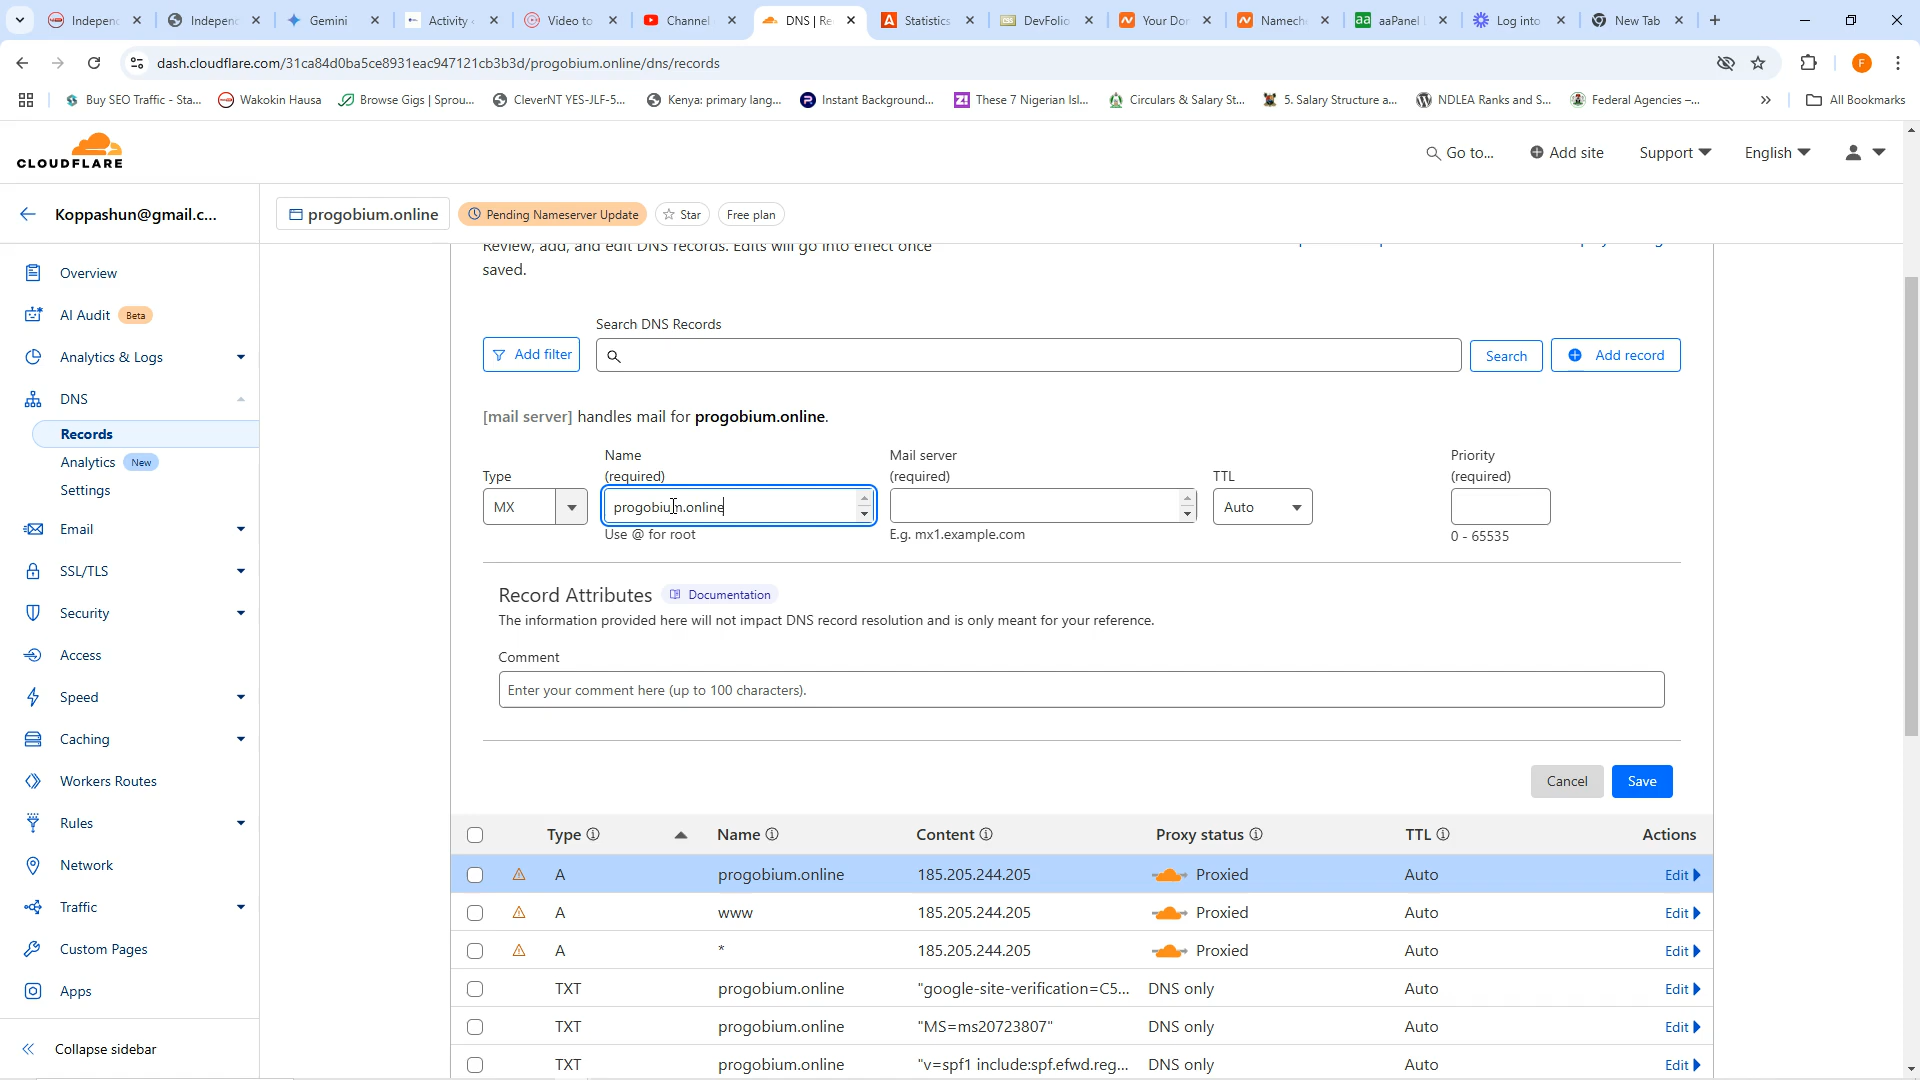 Indepen
Indepen
Gemini
Activity
Video to
Channel
DNS | Re
Statistics
DevFolio
Your Do
Namech
aaPanel
Log into
New Tab
dash.cloudflare.com/31ca84d0ba5ce8931eac947121cb3b3d/progobium.online/dns/records
F
Buy SEO Traffic - Sta...
Wakokin Hausa
Browse Gigs | Sprou...
CleverNT YES-JLF-5...
Kenya: primary lang...
Instant Background...
These 7 Nigerian Isl...
Circulars & Salary St...
5. Salary Structure a...
NDLEA Ranks and S...
Federal Agencies –...
All Bookmarks
CLOUDFLARE
Go to...
Add site
Support
English
Koppashun@gmail.c...
progobium.online
Pending Nameserver Update
Star
Free plan
Overview
AI Audit Beta
Analytics & Logs
DNS
Records
Analytics New
Settings
Email
SSL/TLS
Security
Access
Speed
Caching
Workers Routes
Rules
Network
Traffic
Custom Pages
Apps
Collapse sidebar
Review, add, and edit DNS records. Edits will go into effect once
saved.
Search DNS Records
Add filter
Search
Add record
[mail server] handles mail for progobium.online.
Type
Name
(required)
Mail server
(required)
TTL
Priority
(required)
MX
progobium.online
Auto
Use @ for root
E.g. mx1.example.com
0 - 65535
Record Attributes
Documentation
The information provided here will not impact DNS record resolution and is only meant for your reference.
Comment
Enter your comment here (up to 100 characters).
Cancel
Save
Type Name Content Proxy status TTL Actions
A progobium.online 185.205.244.205 Proxied Auto Edit
A www 185.205.244.205 Proxied Auto Edit
A * 185.205.244.205 Proxied Auto Edit
TXT progobium.online "google-site-verification=C5... DNS only Auto Edit
TXT progobium.online "MS=ms20723807" DNS only Auto Edit
TXT progobium.online "v=spf1 include:spf.efwd.reg... DNS only Auto Edit